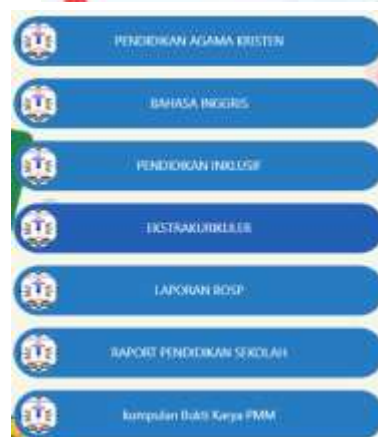 PENDIDIKAN AGAMA KRISTEN
BAHASA INGGRIS
PENDIDIKAN INKLUSIF
EKSTRAKURIKULER
LAPORAN BOSP
RAPORT PENDIDIKAN SEKOLAH
kumpulan Bukti Karya PMM